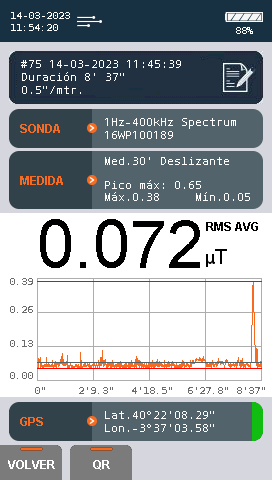 14-03-2023
11:54:20
88%
#75 14-03-2023 11:45:39
Duración 8' 37"
0.5"/mtr.
SONDA
1Hz-400kHz Spectrum
16WP100189
MEDIDA
Med.30' Deslizante
Pico máx: 0.65
Máx.0.38 Mín.0.05
0.072 RMS AVG
µT
0.39
0.26
0.13
0.00
0" 2'9.3" 4'18.5" 6'27.8" 8'37"
GPS
Lat.40°22'08.29"
Lon.-3°37'03.58"
VOLVER QR